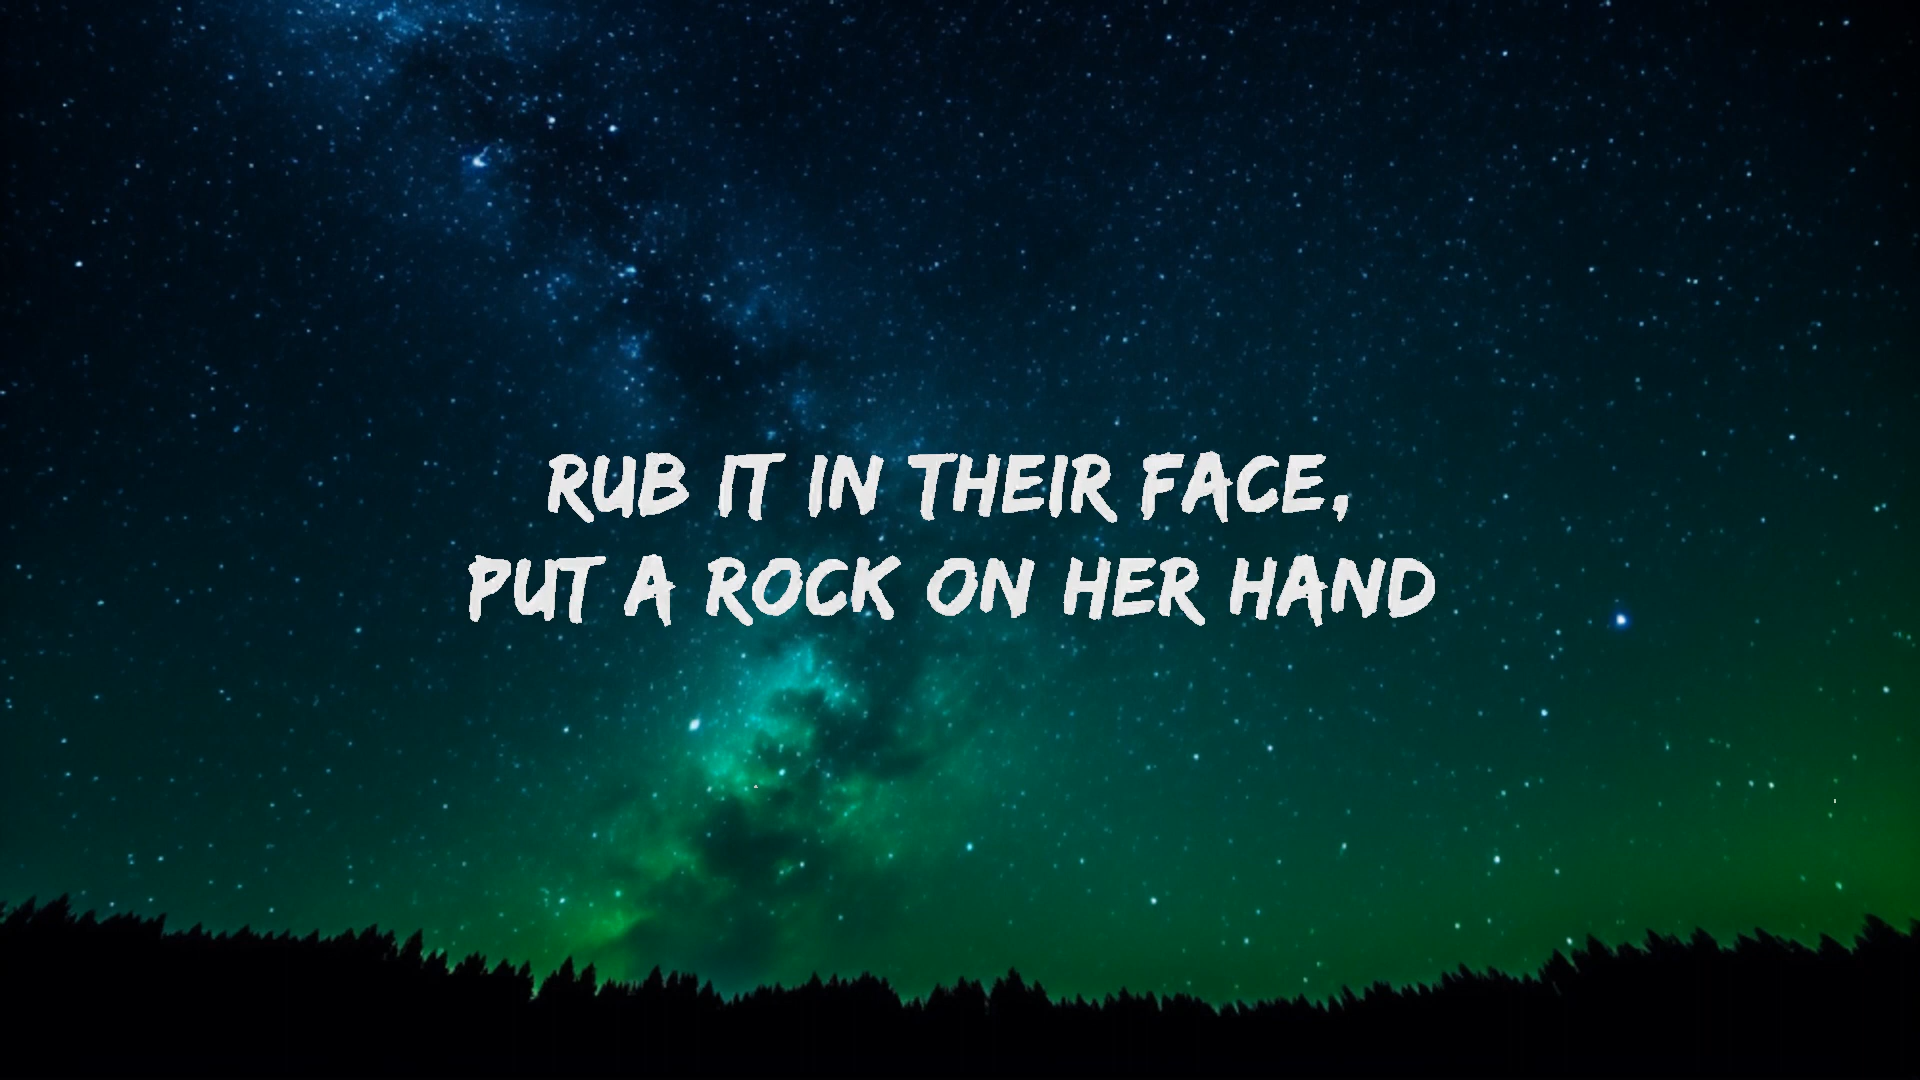 RUB IT IN THEIR FACE,
PUT A ROCK ON HER HAND